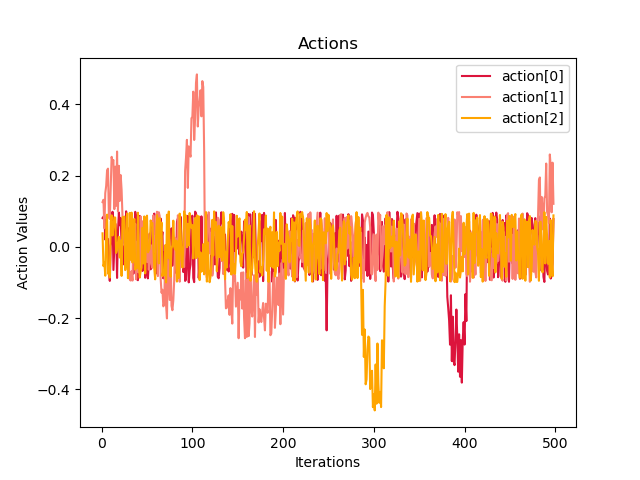 Actions
action[0]
action[1]
action[2]
0.4
0.2
0.0
−0.2
−0.4
Action Values
0
100
200
300
400
500
Iterations